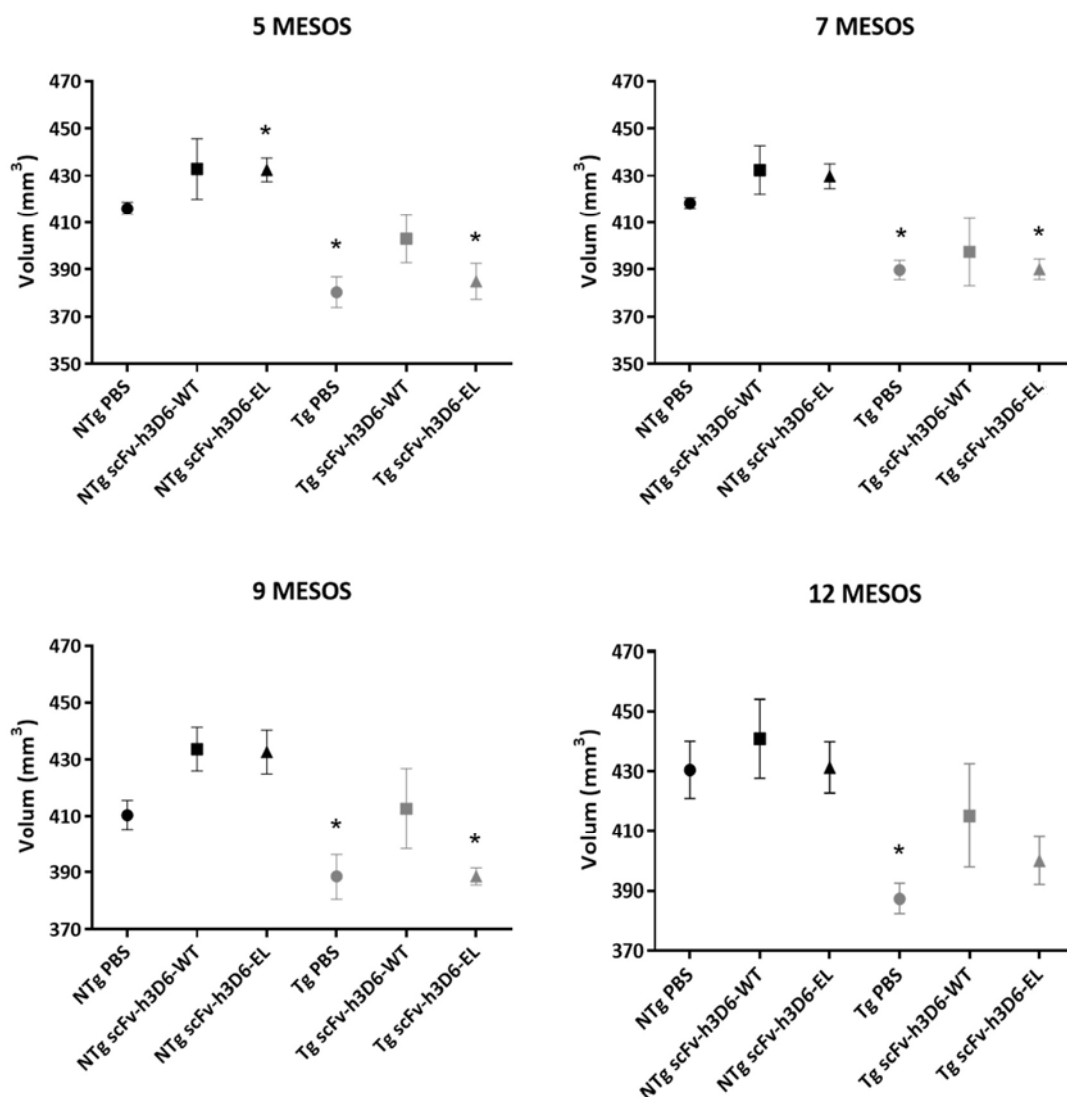 5 MESOS
470
450
430
410
390
370
350
Volum (mm³)
*
*
*
NTg PBS
NTg scFv-h3D6-WT
NTg scFv-h3D6-EL
Tg PBS
Tg scFv-h3D6-WT
Tg scFv-h3D6-EL
7 MESOS
470
450
430
410
390
370
350
Volum (mm³)
*
*
NTg PBS
NTg scFv-h3D6-WT
NTg scFv-h3D6-EL
Tg PBS
Tg scFv-h3D6-WT
Tg scFv-h3D6-EL
9 MESOS
470
450
430
410
390
370
Volum (mm³)
*
*
NTg PBS
NTg scFv-h3D6-WT
NTg scFv-h3D6-EL
Tg PBS
Tg scFv-h3D6-WT
Tg scFv-h3D6-EL
12 MESOS
470
450
430
410
390
370
Volum (mm³)
*
NTg PBS
NTg scFv-h3D6-WT
NTg scFv-h3D6-EL
Tg PBS
Tg scFv-h3D6-WT
Tg scFv-h3D6-EL